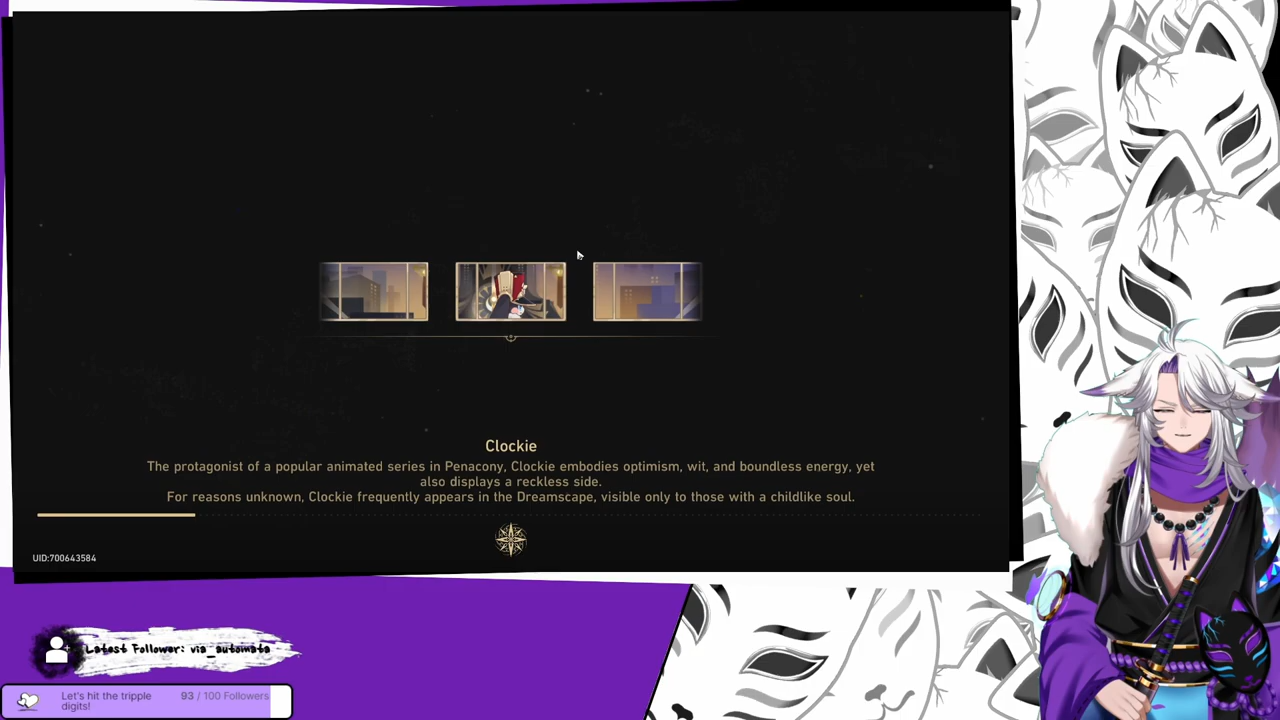 Clockie
The protagonist of a popular animated series in Penacony, Clockie embodies optimism, wit, and boundless energy, yet
also displays a reckless side.
For reasons unknown, Clockie frequently appears in the Dreamscape, visible only to those with a childlike soul.
UID:700643584
Latest Follower: via_automata
Let's hit the tripple
digits!
93 / 100 Followers